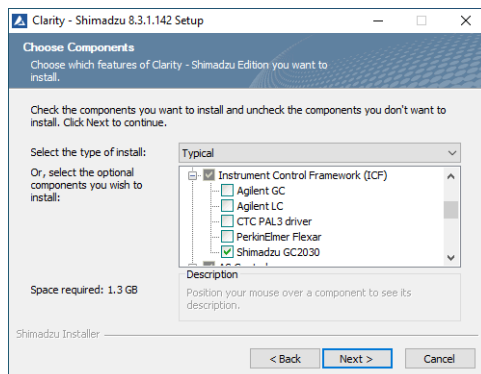 Clarity - Shimadzu 8.3.1.142 Setup
Choose Components
Choose which features of Clarity - Shimadzu Edition you want to
install.
Check the components you want to install and uncheck the components you don't want to
install. Click Next to continue.
Select the type of install:
Typical
Or, select the optional
components you wish to
install:
Instrument Control Framework (ICF)
Agilent GC
Agilent LC
CTC PAL3 driver
PerkinElmer Flexar
Shimadzu GC2030
Space required: 1.3 GB
Description
Position your mouse over a component to see its
description.
Shimadzu Installer
< Back
Next >
Cancel